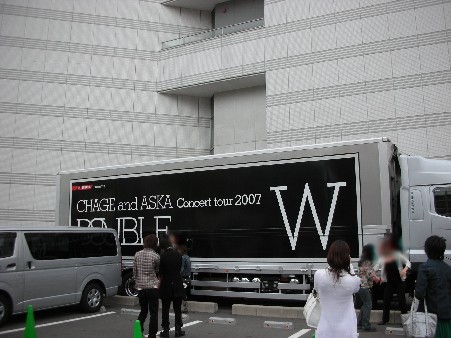 CHAGE and ASKA Concert tour 2007
DOUBLE
W